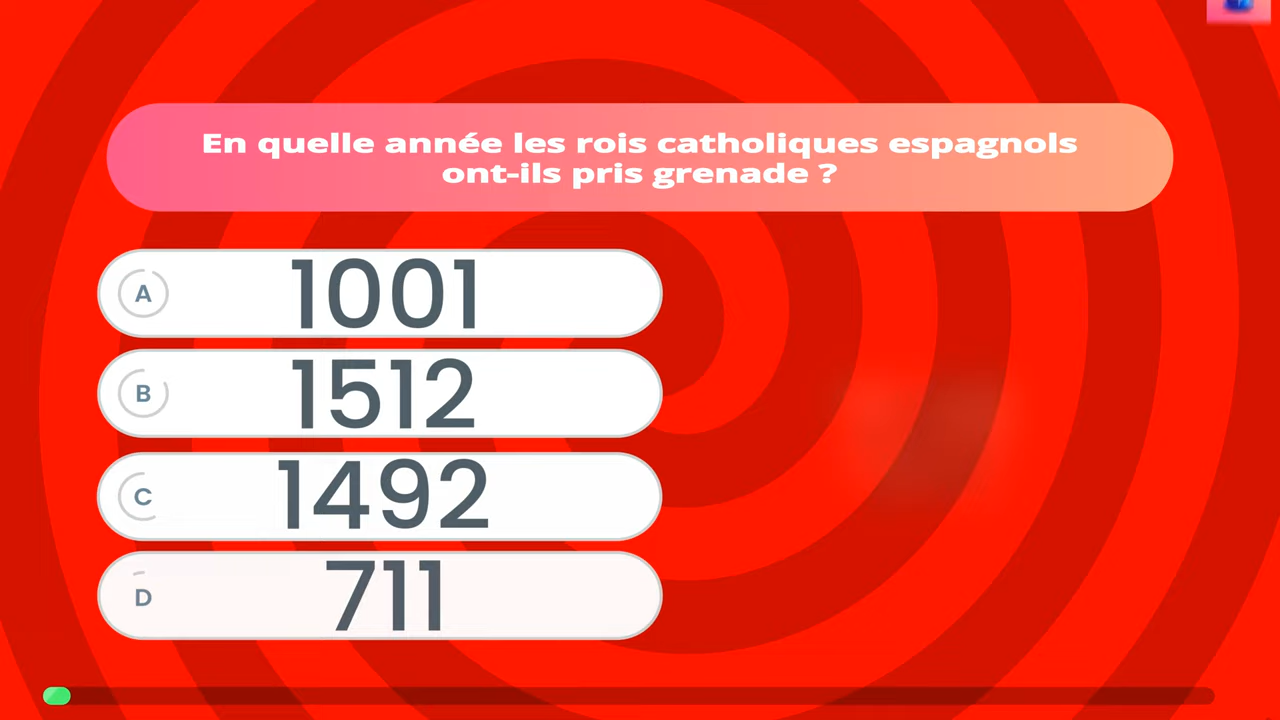 En quelle année les rois catholiques espagnols
ont-ils pris grenade ?
A 1001
B 1512
C 1492
D 711